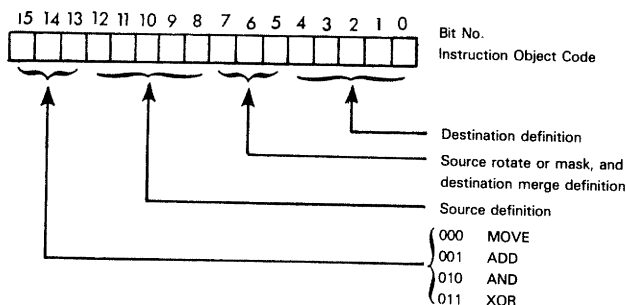 15 14 13 12 11 10 9 8 7 6 5 4 3 2 1 0 Bit No.
Instruction Object Code
Destination definition
Source rotate or mask, and
destination merge definition
Source definition
000 MOVE
001 ADD
010 AND
011 XOR